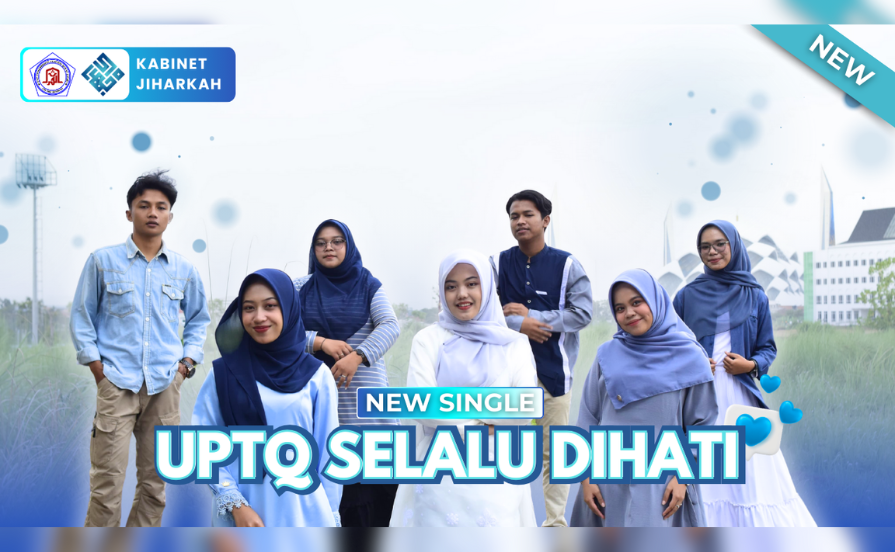 KABINET
JIHARKAH
NEW
NEW SINGLE
UPTQ SELALU DIHATI